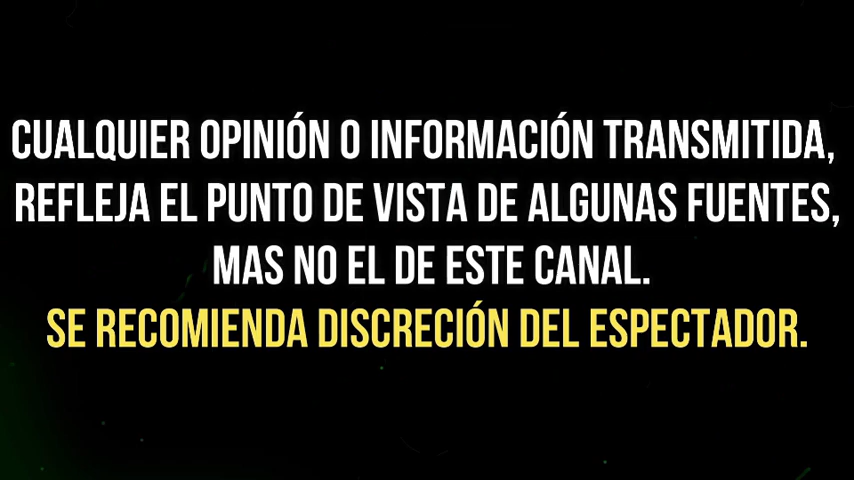 CUALQUIER OPINIÓN O INFORMACIÓN TRANSMITIDA,
REFLEJA EL PUNTO DE VISTA DE ALGUNAS FUENTES,
MAS NO EL DE ESTE CANAL.
SE RECOMIENDA DISCRECIÓN DEL ESPECTADOR.